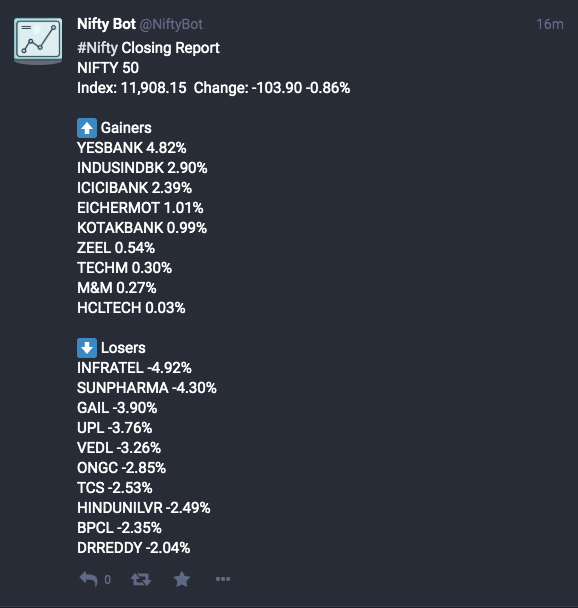 Nifty Bot @NiftyBot 16m
#Nifty Closing Report
NIFTY 50
Index: 11,908.15 Change: -103.90 -0.86%
⬆ Gainers
YESBANK 4.82%
INDUSINDBK 2.90%
ICICIBANK 2.39%
EICHERMOT 1.01%
KOTAKBANK 0.99%
ZEEL 0.54%
TECHM 0.30%
M&M 0.27%
HCLTECH 0.03%
⬇ Losers
INFRATEL -4.92%
SUNPHARMA -4.30%
GAIL -3.90%
UPL -3.76%
VEDL -3.26%
ONGC -2.85%
TCS -2.53%
HINDUNILVR -2.49%
BPCL -2.35%
DRREDDY -2.04%
0